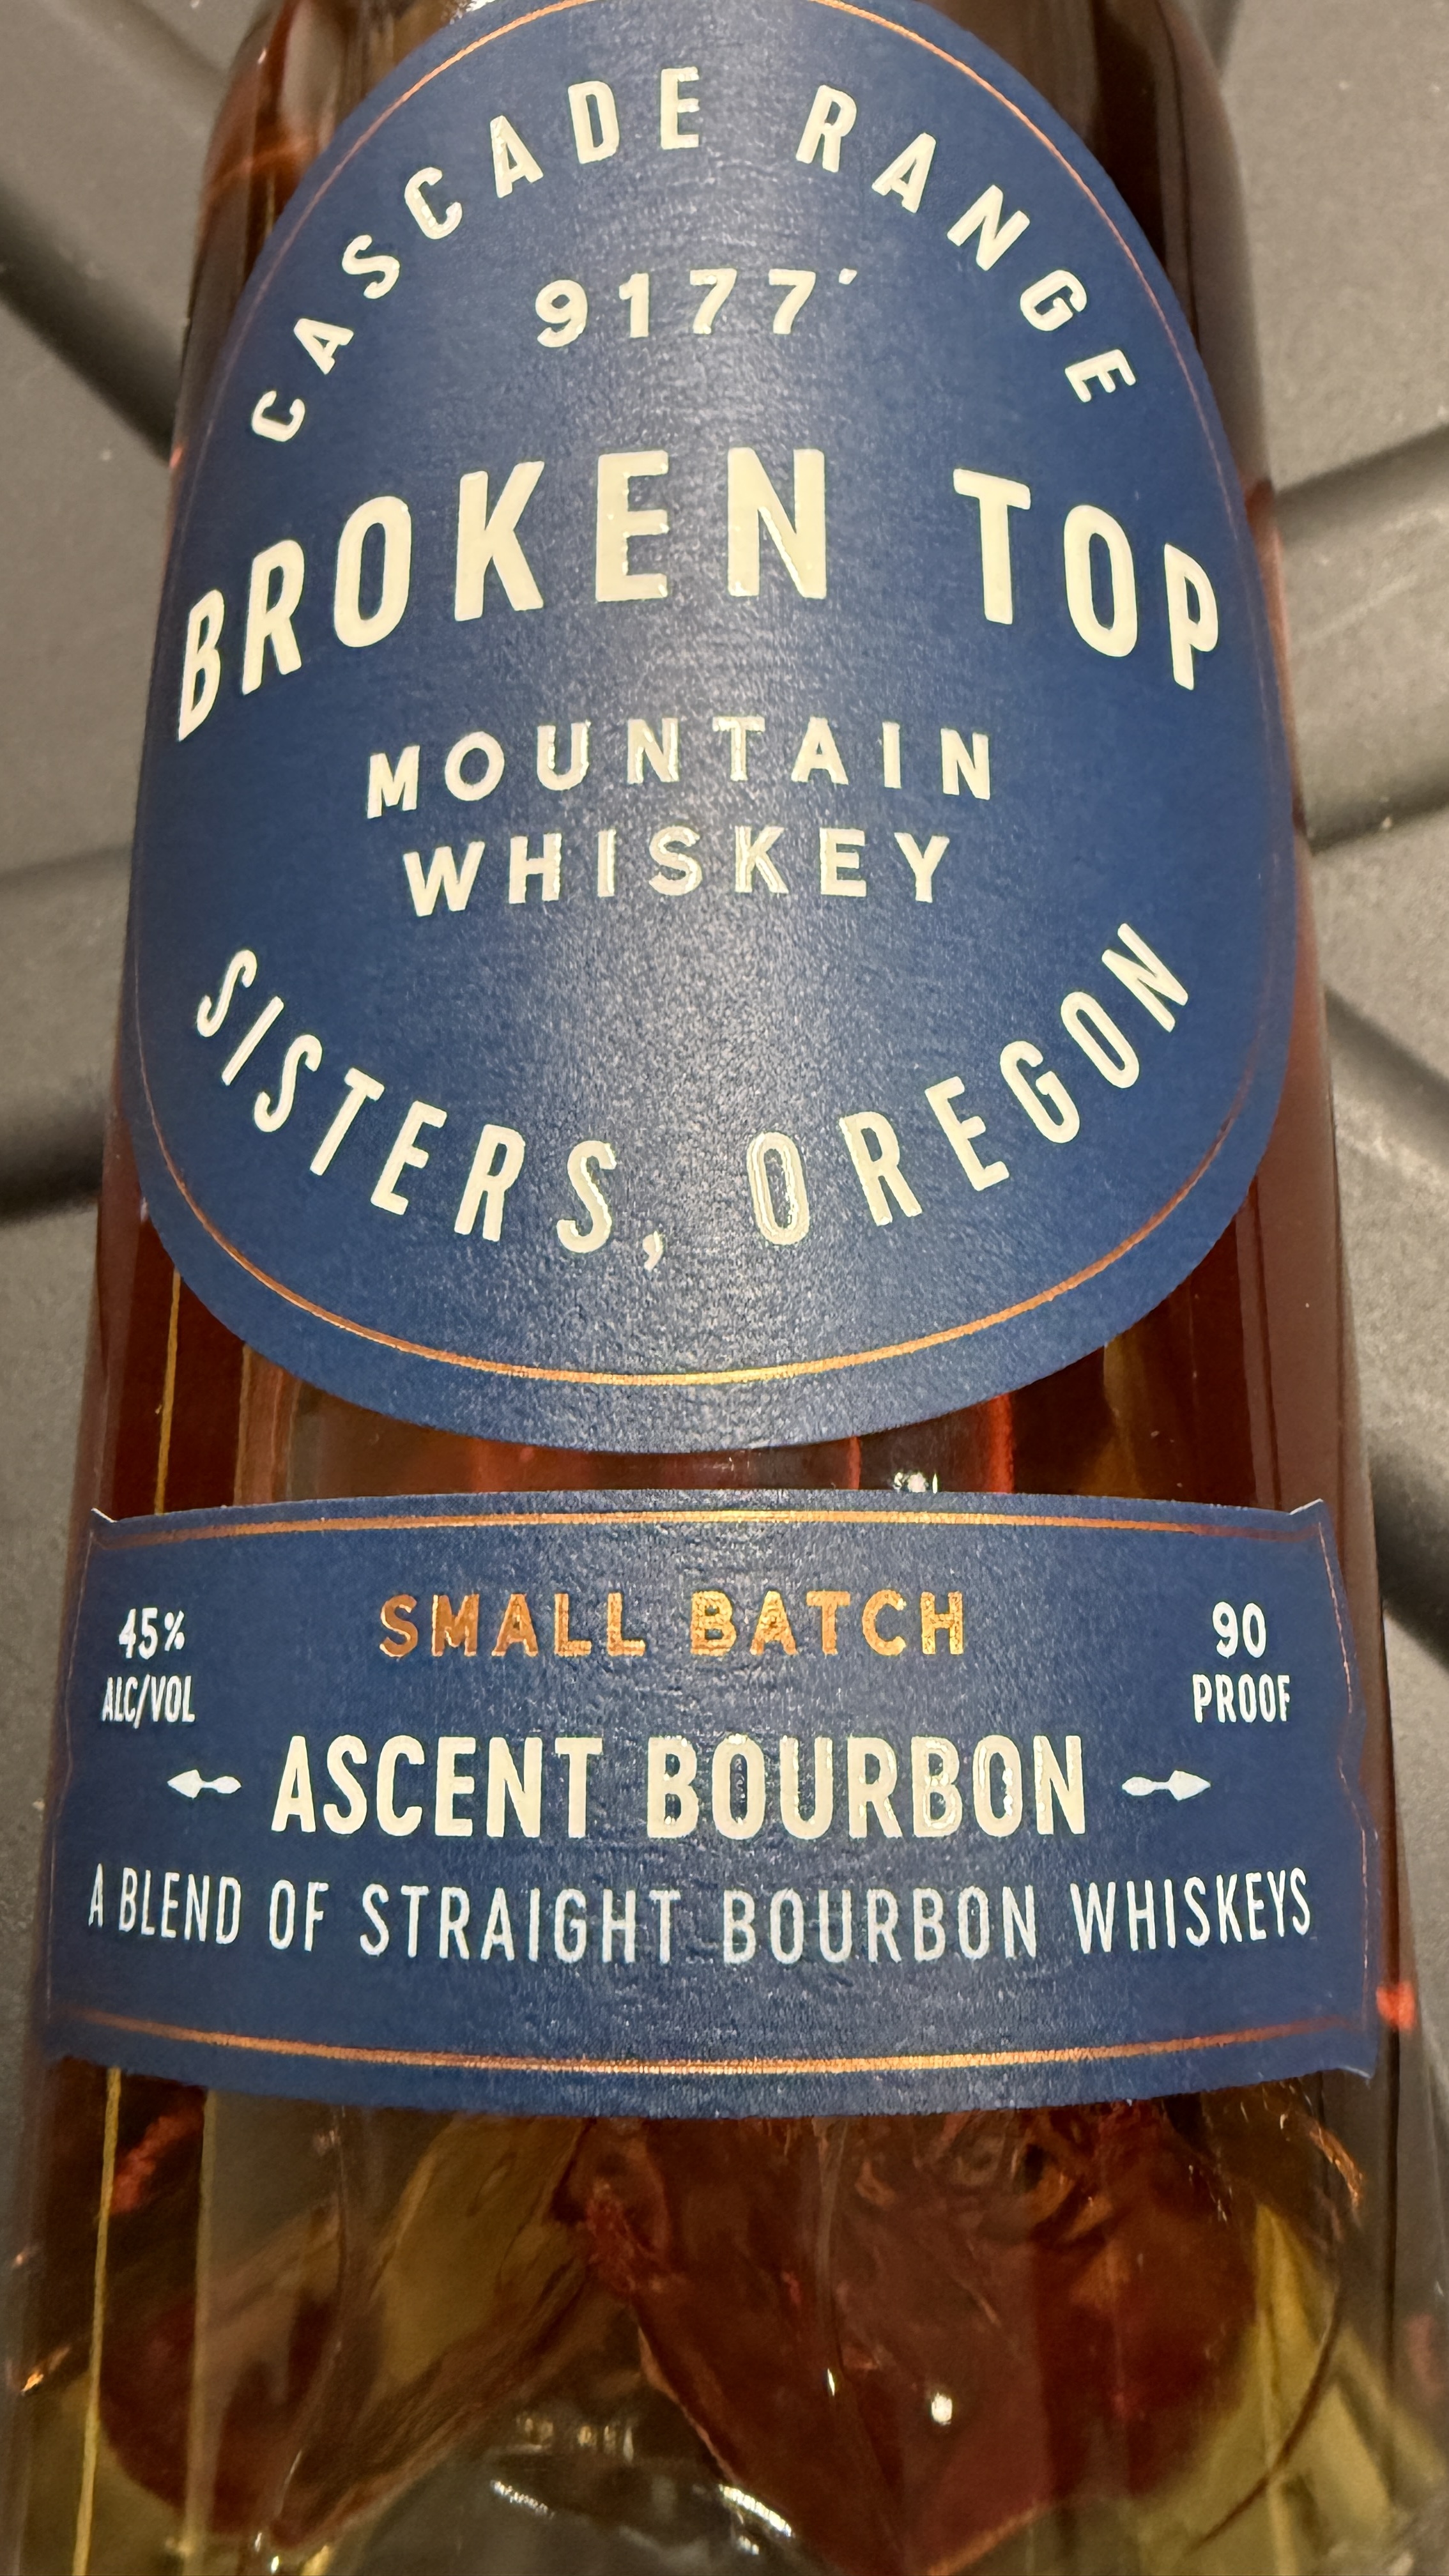 CASCADE RANGE
9177'
BROKEN TOP
MOUNTAIN
WHISKEY
SISTERS, OREGON
SMALL BATCH
45%
ALC/VOL
90
PROOF
ASCENT BOURBON
A BLEND OF STRAIGHT BOURBON WHISKEYS